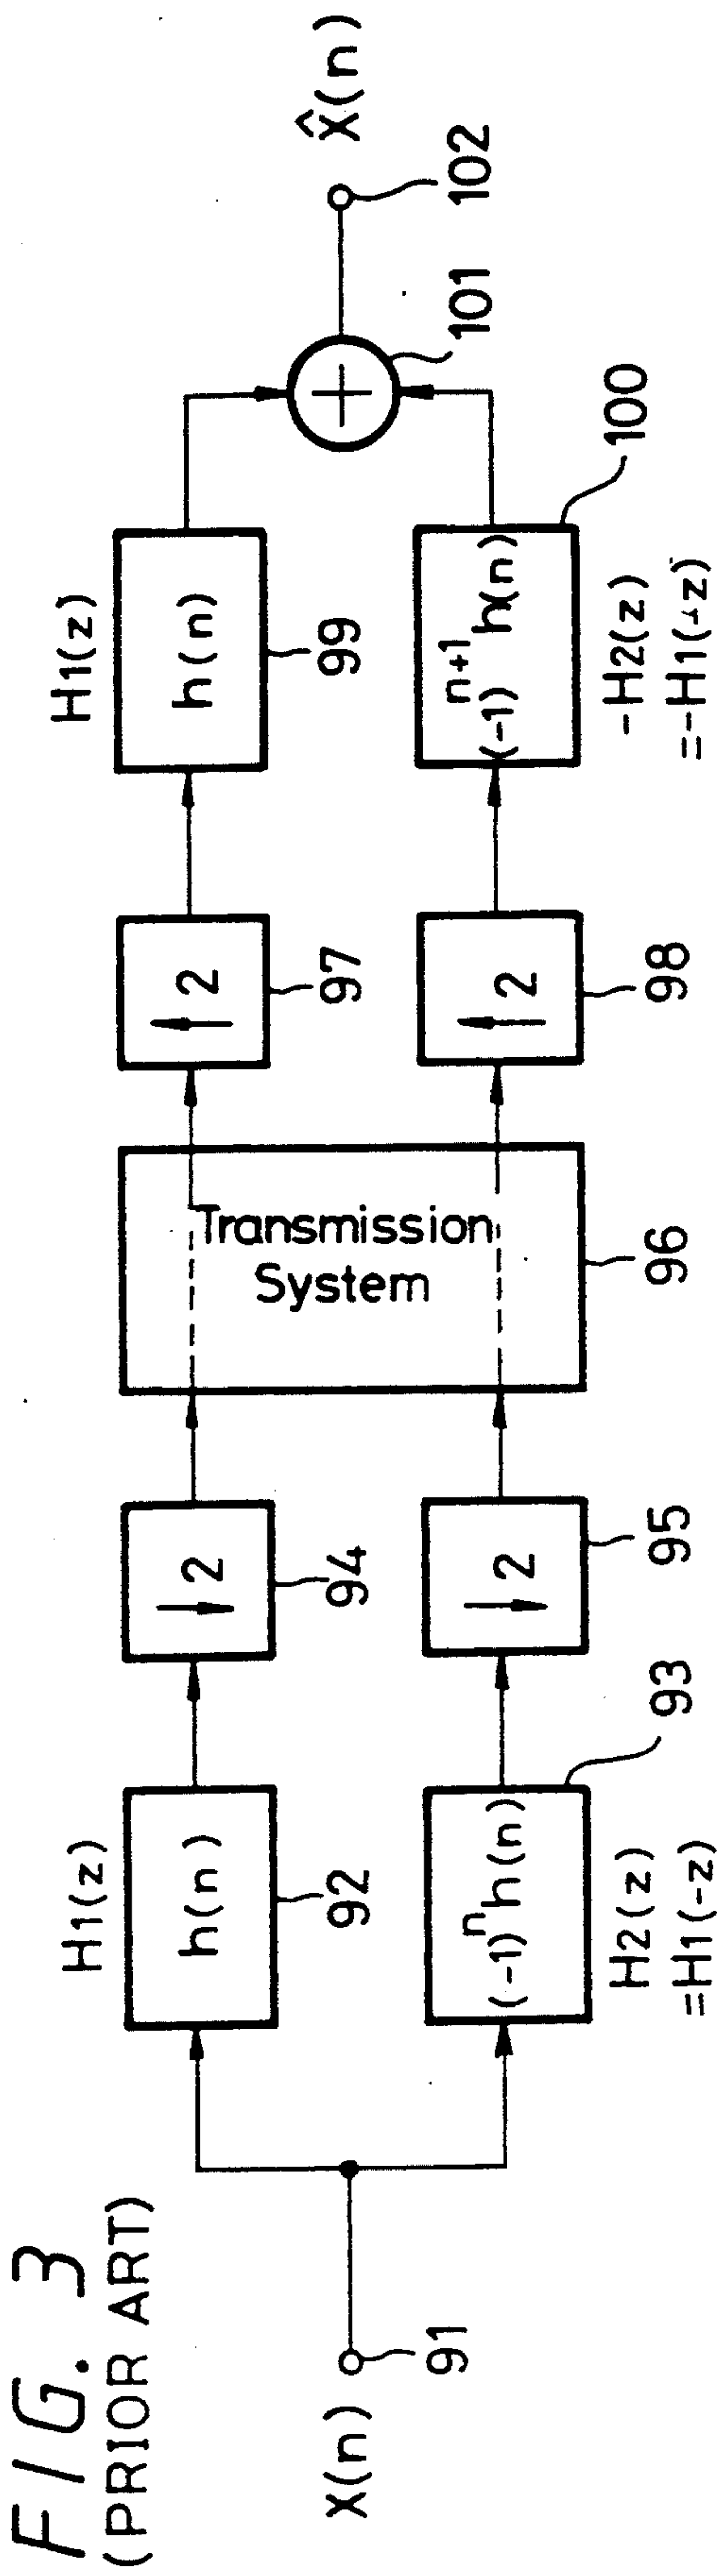 FIG. 3
(PRIOR ART)
X(n)
91
H1(z)
h(n)
92
(-1)^n h(n)
93
H2(z)
=H1(-z)
↓2
94
↓2
95
Transmission
System
96
↑2
97
↑2
98
H1(z)
h(n)
99
(-1)^n+1 h(n)
100
-H2(z)
=-H1(-z)
+
101
102
X̂(n)